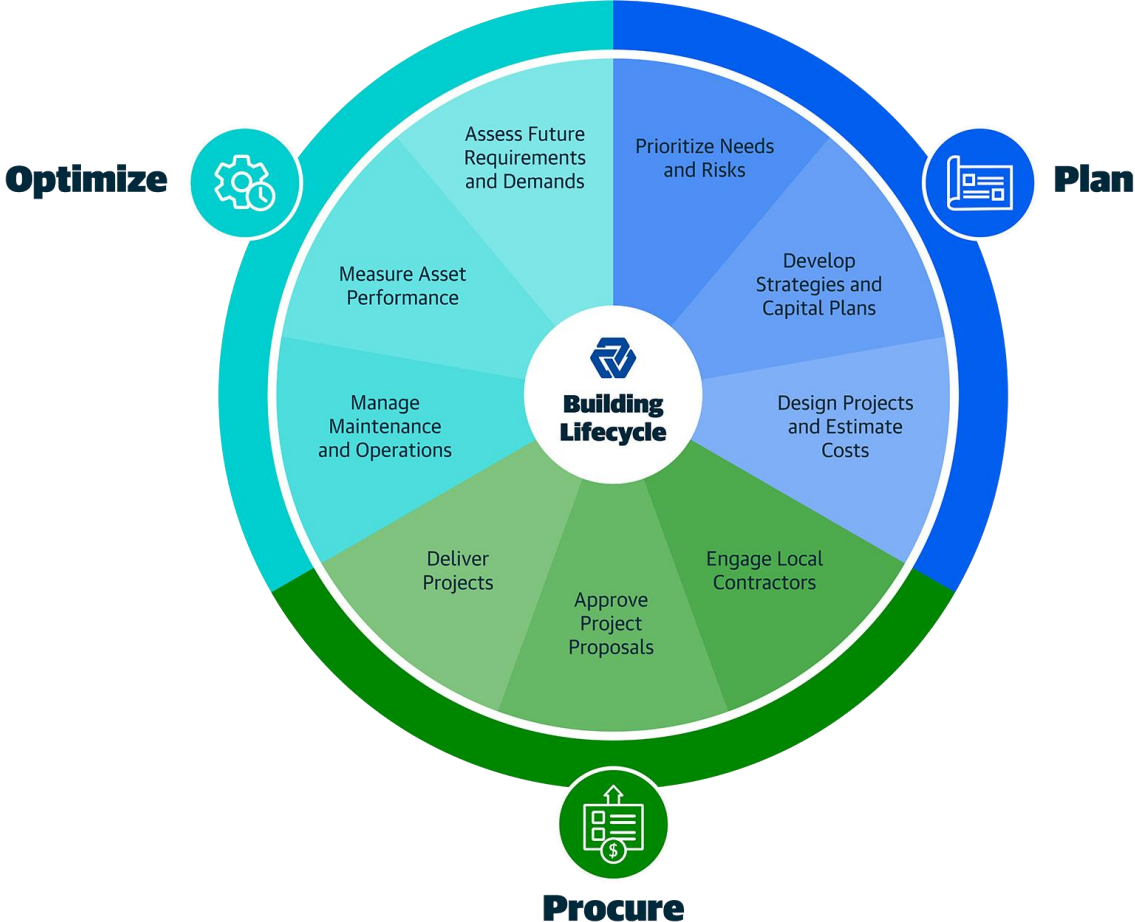 Optimize
Plan
Procure
Building
Lifecycle
Prioritize Needs
and Risks
Develop
Strategies and
Capital Plans
Design Projects
and Estimate
Costs
Engage Local
Contractors
Approve
Project
Proposals
Deliver
Projects
Manage
Maintenance
and Operations
Measure Asset
Performance
Assess Future
Requirements
and Demands
$